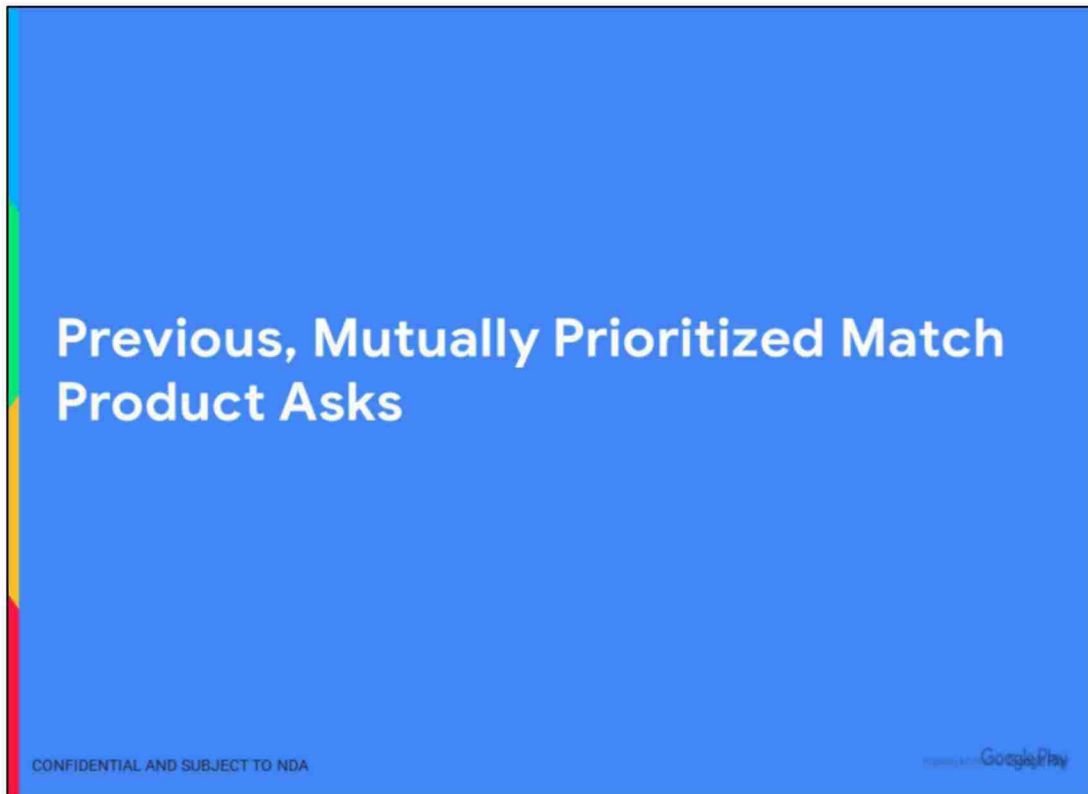 Previous, Mutually Prioritized Match
Product Asks
CONFIDENTIAL AND SUBJECT TO NDA
Google Play